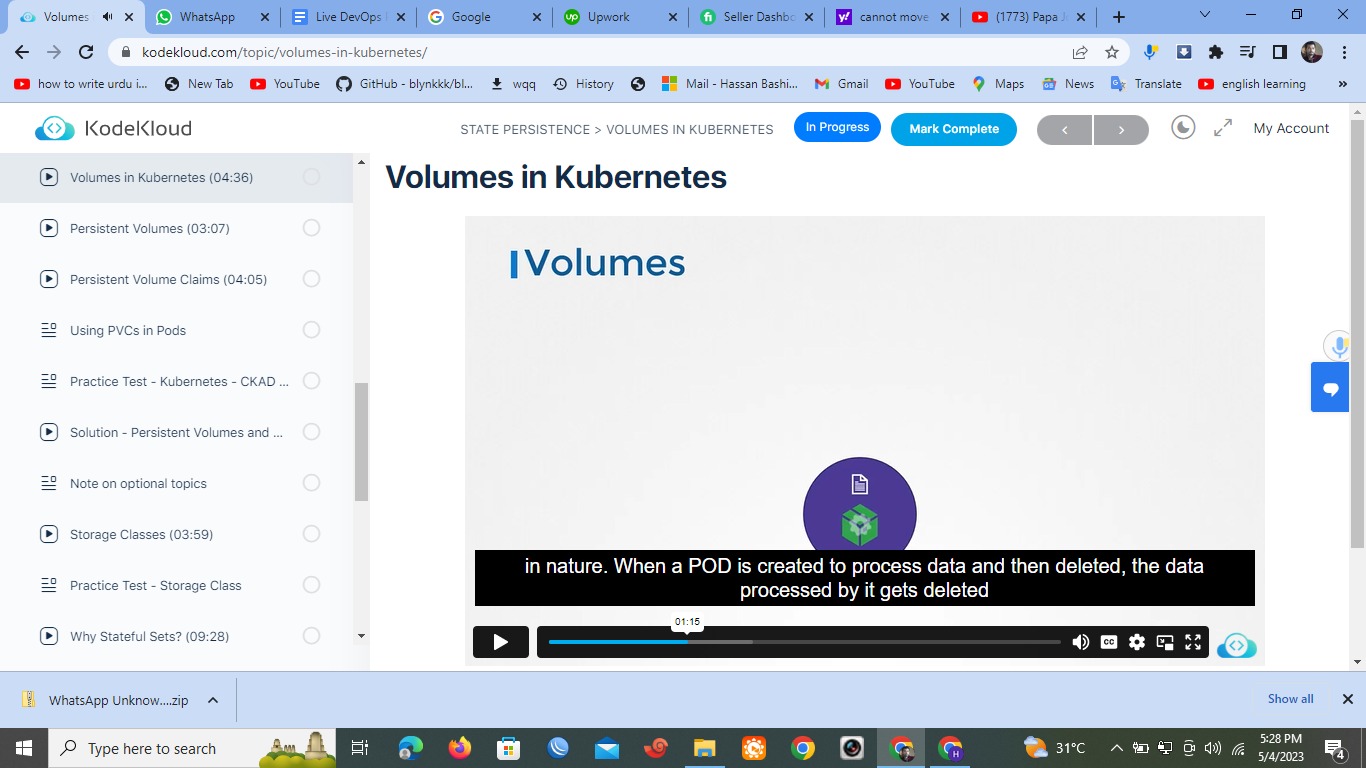 Volumes
WhatsApp
Live DevOps
Google
Upwork
Seller Dashbo
cannot move
(1773) Papa J
kodekloud.com/topic/volumes-in-kubernetes/
how to write urdu i...
New Tab
YouTube
GitHub - blynkkk/bl...
wqq
History
Mail - Hassan Bashi...
Gmail
YouTube
Maps
News
Translate
english learning
»
KodeKloud
STATE PERSISTENCE > VOLUMES IN KUBERNETES
In Progress
Mark Complete
My Account
Volumes in Kubernetes (04:36)
Persistent Volumes (03:07)
Persistent Volume Claims (04:05)
Using PVCs in Pods
Practice Test - Kubernetes - CKAD ...
Solution - Persistent Volumes and ...
Note on optional topics
Storage Classes (03:59)
Practice Test - Storage Class
Why Stateful Sets? (09:28)
Volumes in Kubernetes
Volumes
in nature. When a POD is created to process data and then deleted, the data
processed by it gets deleted
01:15
CC
WhatsApp Unknow....zip
Show all
Type here to search
31°C
5:28 PM
5/4/2023
4